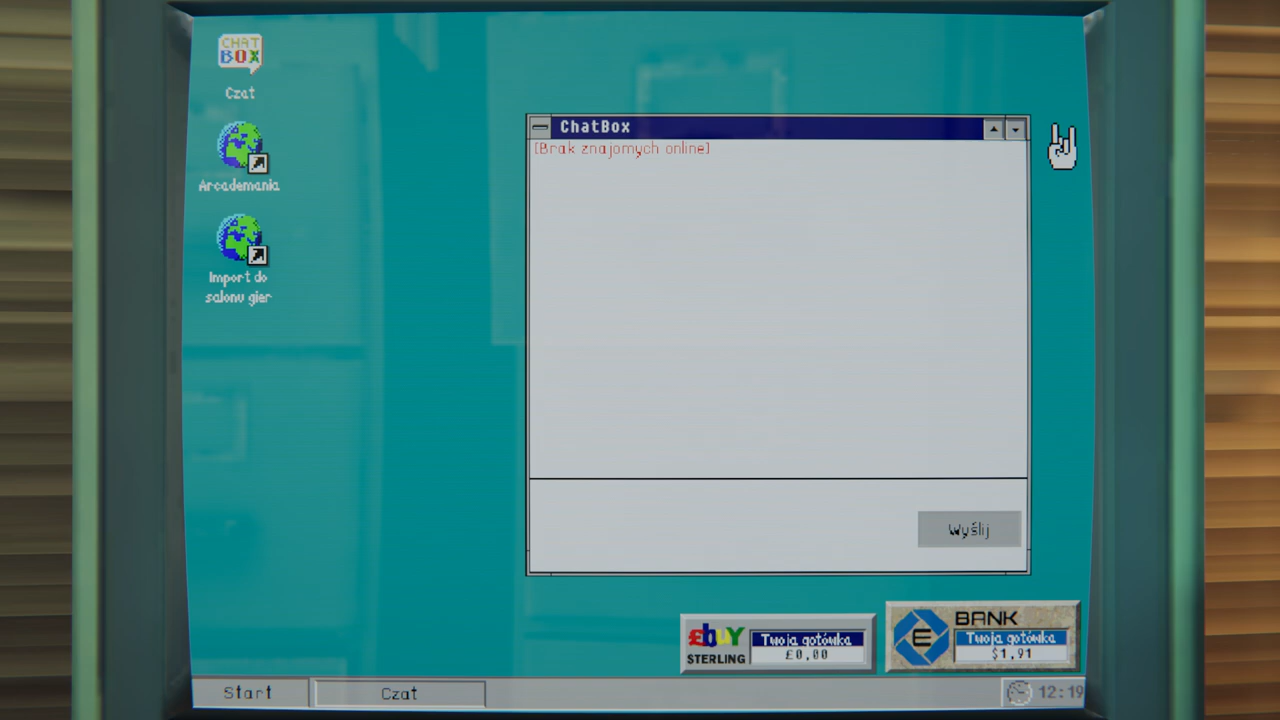 CHAT
BOX
Czat
Arcademania
Import do
salonu gier
ChatBox
[Brak znajomych online]
Wyślij
£buy
STERLING
Twoja gotówka
£0,00
E
BANK
Twoja gotówka
$1,91
Start
Czat
12:19